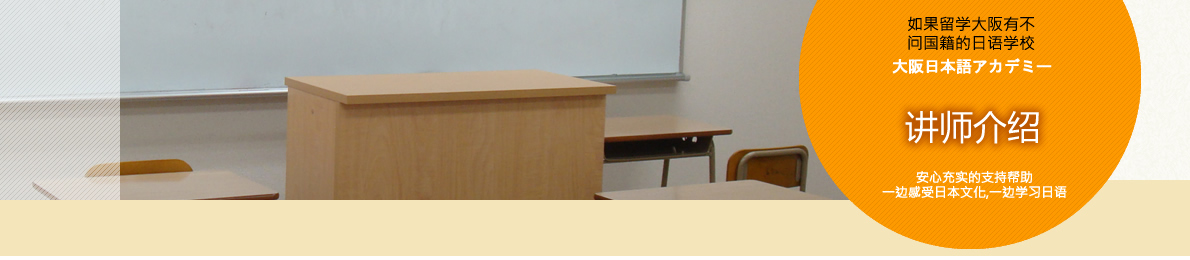 如果留学大阪有不
问国籍的日语学校
大阪日本語アカデミー
讲师介绍
安心充实的支持帮助
一边感受日本文化,一边学习日语